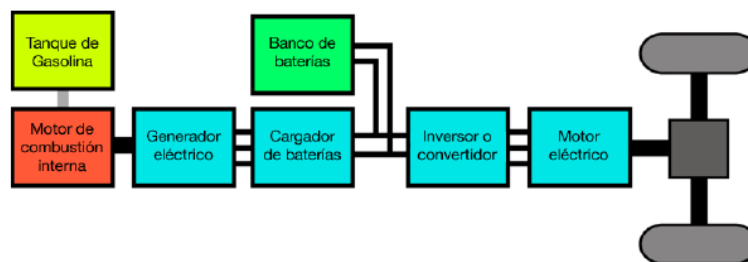 Tanque de
Gasolina
Banco de
baterías
Motor de
combustión
interna
Generador
eléctrico
Cargador
de baterías
Inversor o
convertidor
Motor
eléctrico